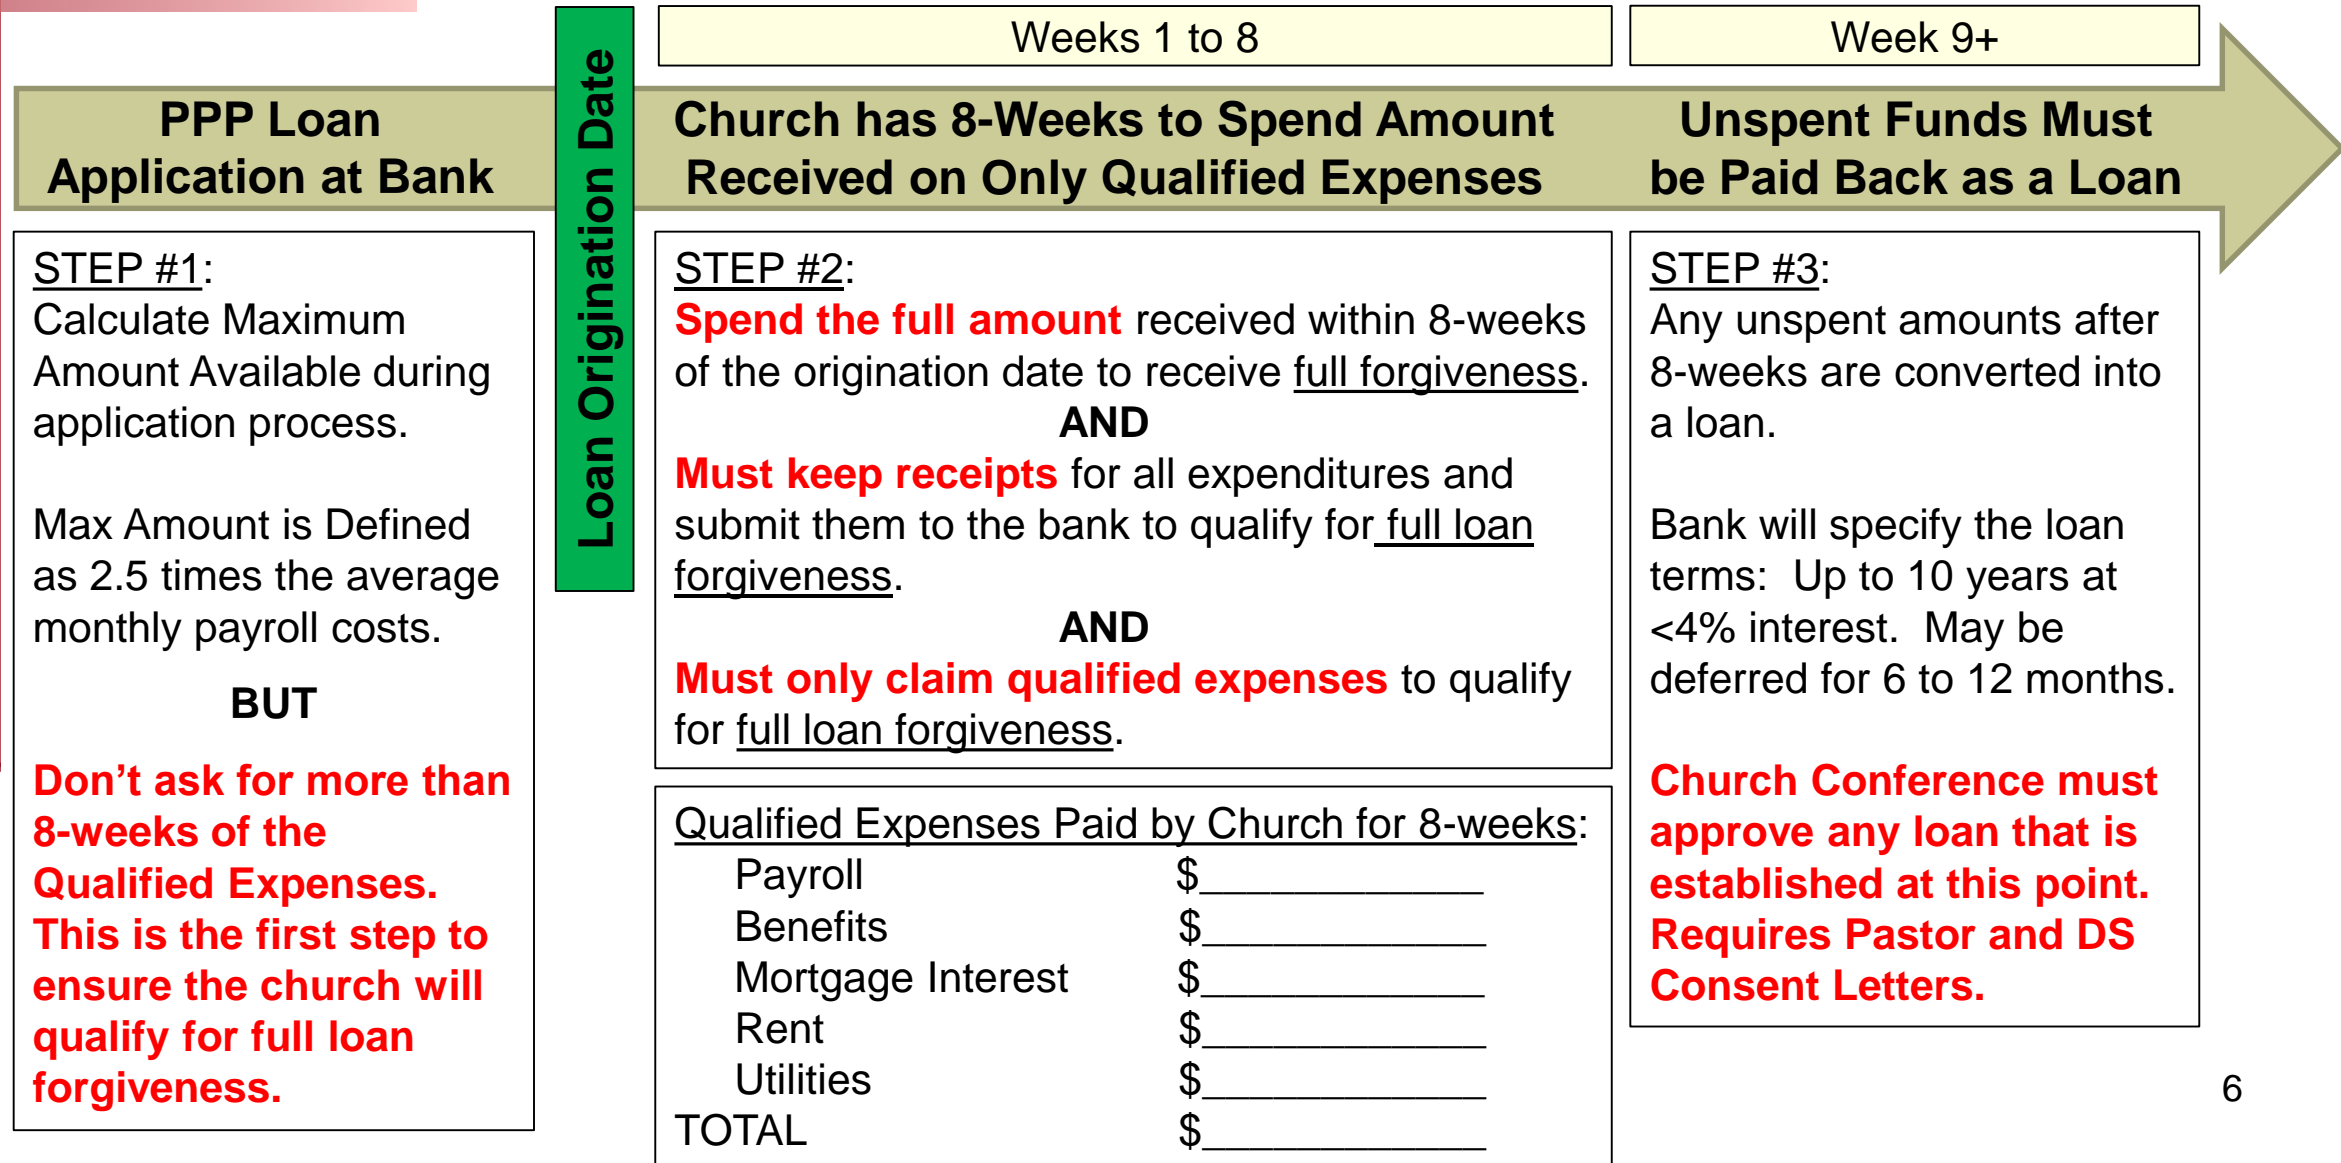 Weeks 1 to 8
Week 9+
PPP Loan
Application at Bank
Loan Origination Date
Church has 8-Weeks to Spend Amount
Received on Only Qualified Expenses
Unspent Funds Must
be Paid Back as a Loan
STEP #1:
Calculate Maximum
Amount Available during
application process.
Max Amount is Defined
as 2.5 times the average
monthly payroll costs.
BUT
Don’t ask for more than
8-weeks of the
Qualified Expenses.
This is the first step to
ensure the church will
qualify for full loan
forgiveness.
STEP #2:
Spend the full amount received within 8-weeks
of the origination date to receive full forgiveness.
AND
Must keep receipts for all expenditures and
submit them to the bank to qualify for full loan
forgiveness.
AND
Must only claim qualified expenses to qualify
for full loan forgiveness.
Qualified Expenses Paid by Church for 8-weeks:
Payroll $____________
Benefits $____________
Mortgage Interest $____________
Rent $____________
Utilities $____________
TOTAL $____________
STEP #3:
Any unspent amounts after
8-weeks are converted into
a loan.
Bank will specify the loan
terms: Up to 10 years at
<4% interest. May be
deferred for 6 to 12 months.
Church Conference must
approve any loan that is
established at this point.
Requires Pastor and DS
Consent Letters.
6